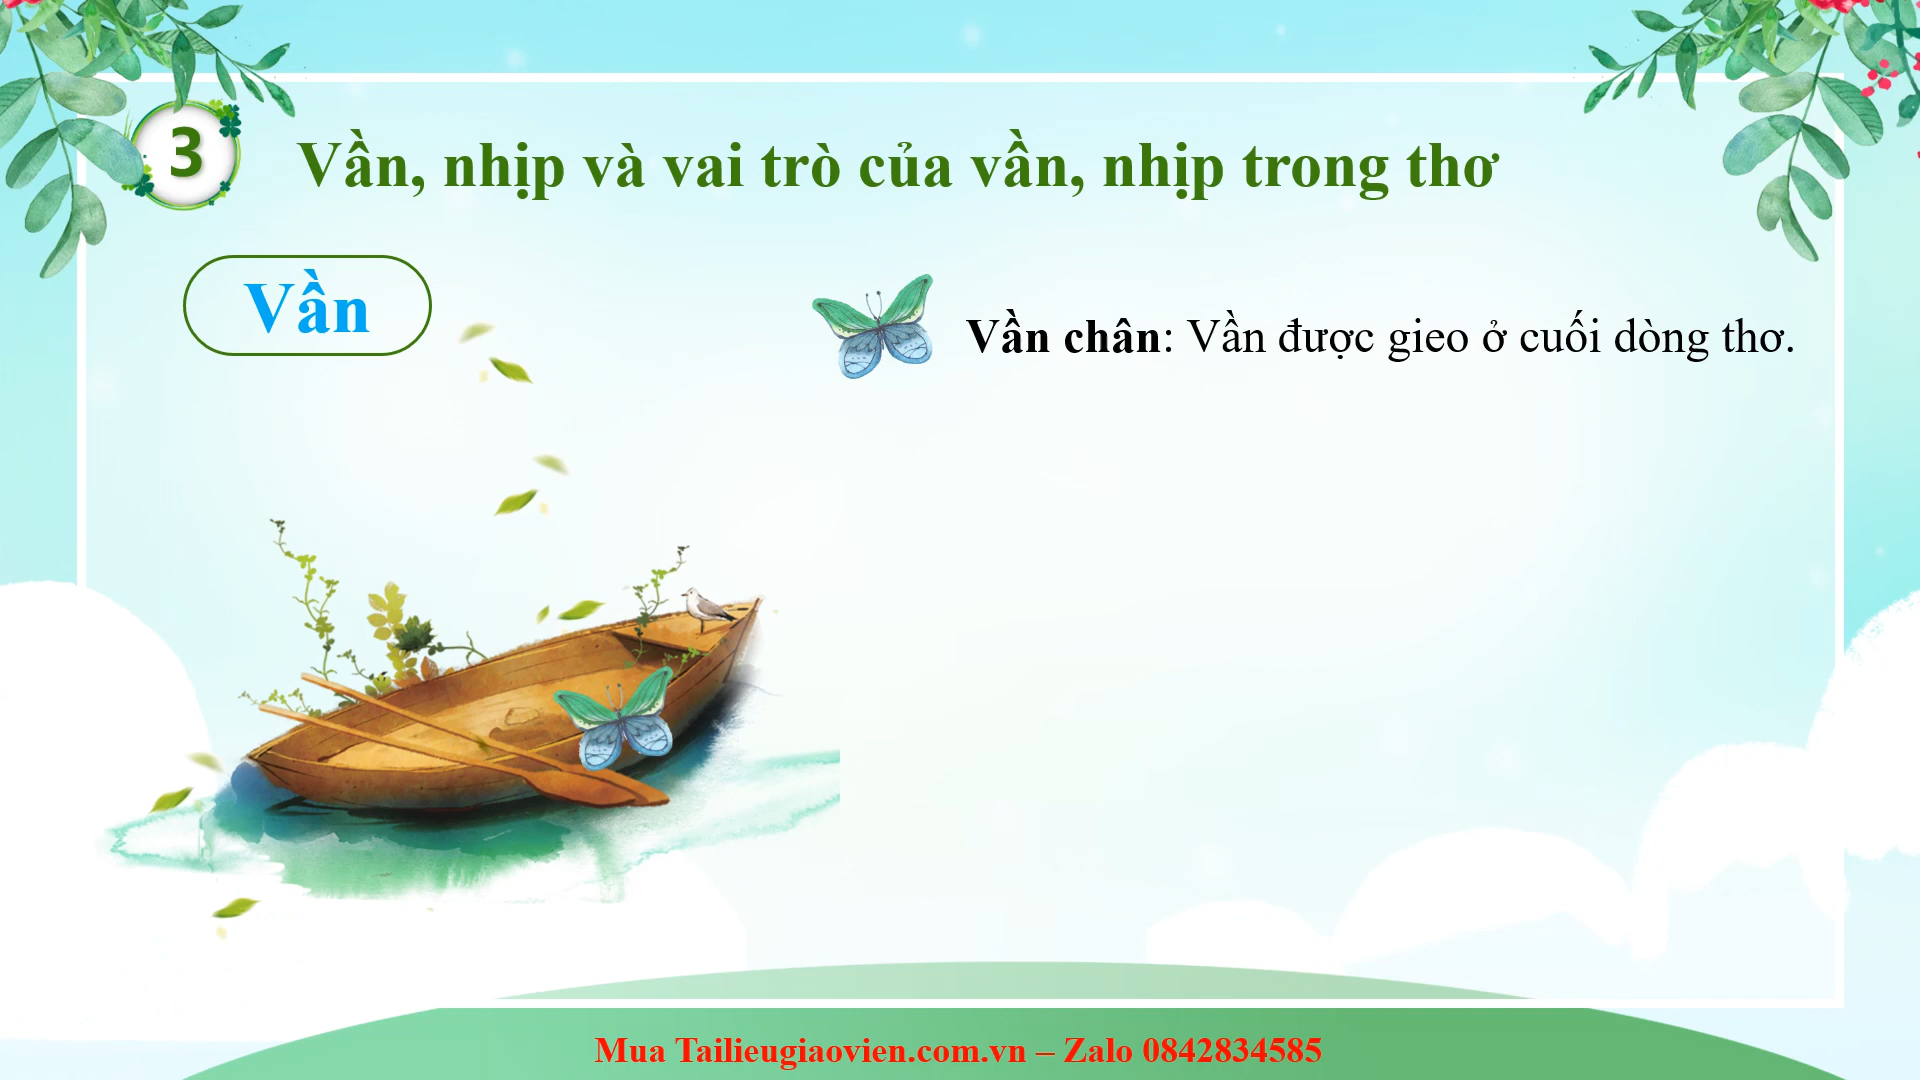 3
Vần, nhịp và vai trò của vần, nhịp trong thơ
Vần
Vần chân: Vần được gieo ở cuối dòng thơ.
Mua Tailieugiaovien.com.vn – Zalo 0842834585